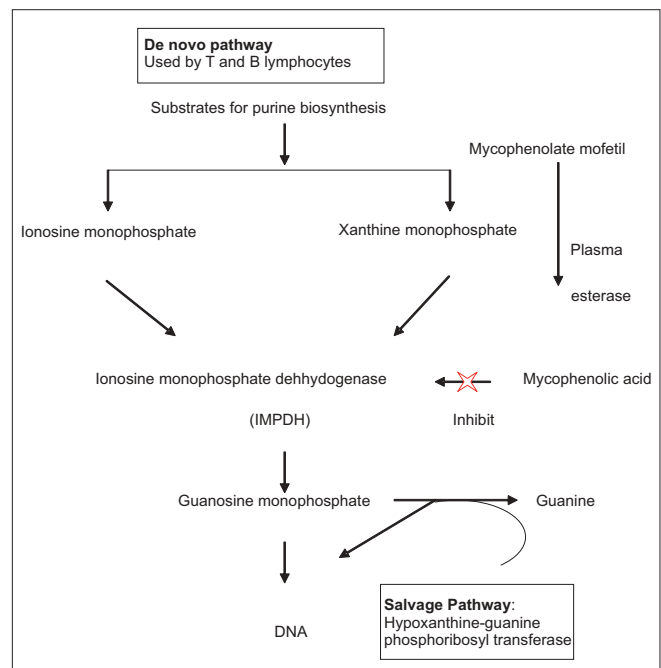 De novo pathway
Used by T and B lymphocytes
Substrates for purine biosynthesis
Mycophenolate mofetil
Ionosine monophosphate
Xanthine monophosphate
Plasma
esterase
Ionosine monophosphate dehhydogenase
Mycophenolic acid
(IMPDH)
Inhibit
Guanosine monophosphate
Guanine
DNA
Salvage Pathway:
Hypoxanthine-guanine
phosphoribosyl transferase